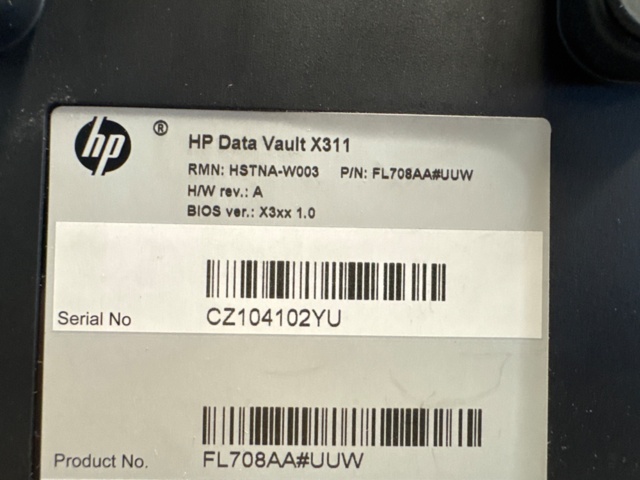 hp ® HP Data Vault X311
RMN: HSTNA-W003 P/N: FL708AA#UUW
H/W rev.: A
BIOS ver.: X3xx 1.0
Serial No CZ104102YU
Product No. FL708AA#UUW